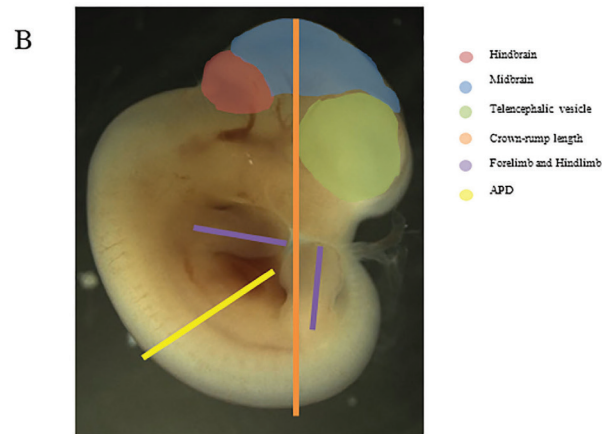 B
Hindbrain
Midbrain
Telencephalic vesicle
Crown-rump length
Forelimb and Hindlimb
APD